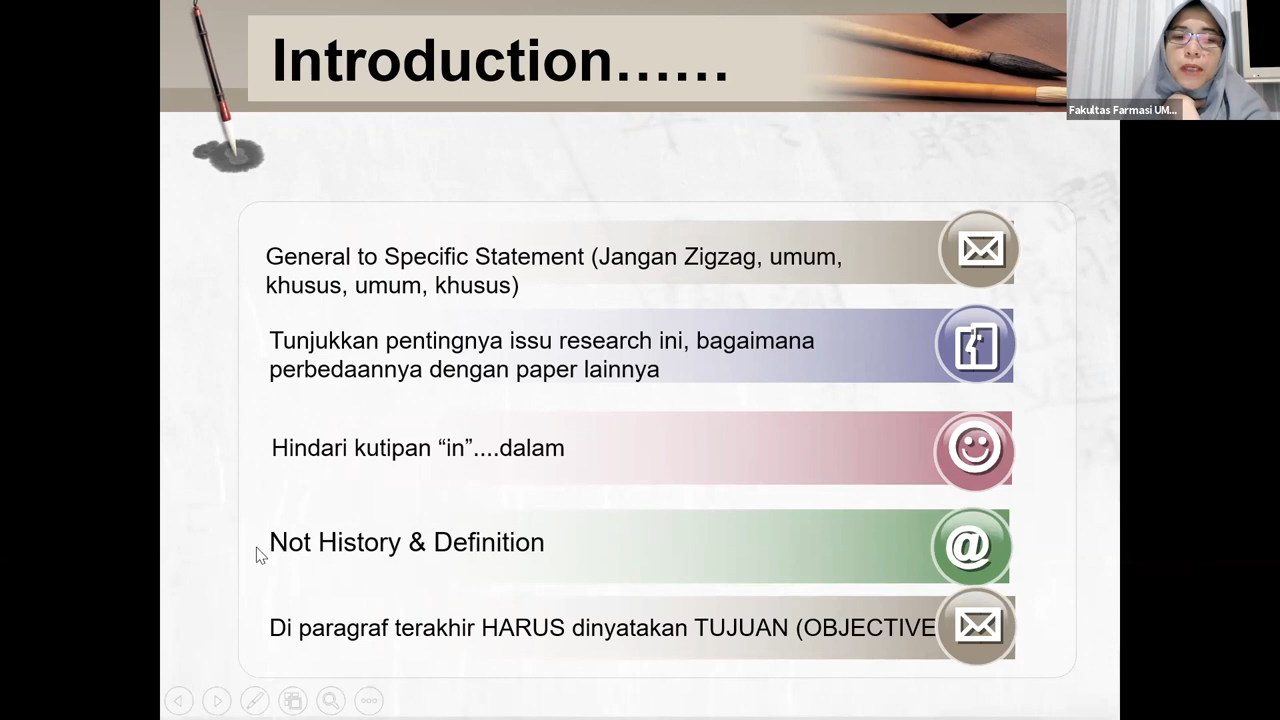 Introduction……
Fakultas Farmasi UM...
General to Specific Statement (Jangan Zigzag, umum,
khusus, umum, khusus)
Tunjukkan pentingnya issu research ini, bagaimana
perbedaannya dengan paper lainnya
Hindari kutipan “in”....dalam
@
Not History & Definition
Di paragraf terakhir HARUS dinyatakan TUJUAN (OBJECTIVE